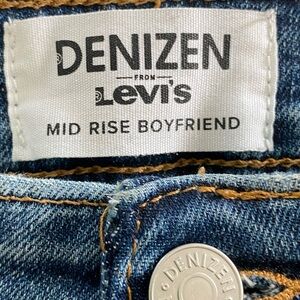 DENIZEN
FROM
Levi's
MID RISE BOYFRIEND
DENIZEN